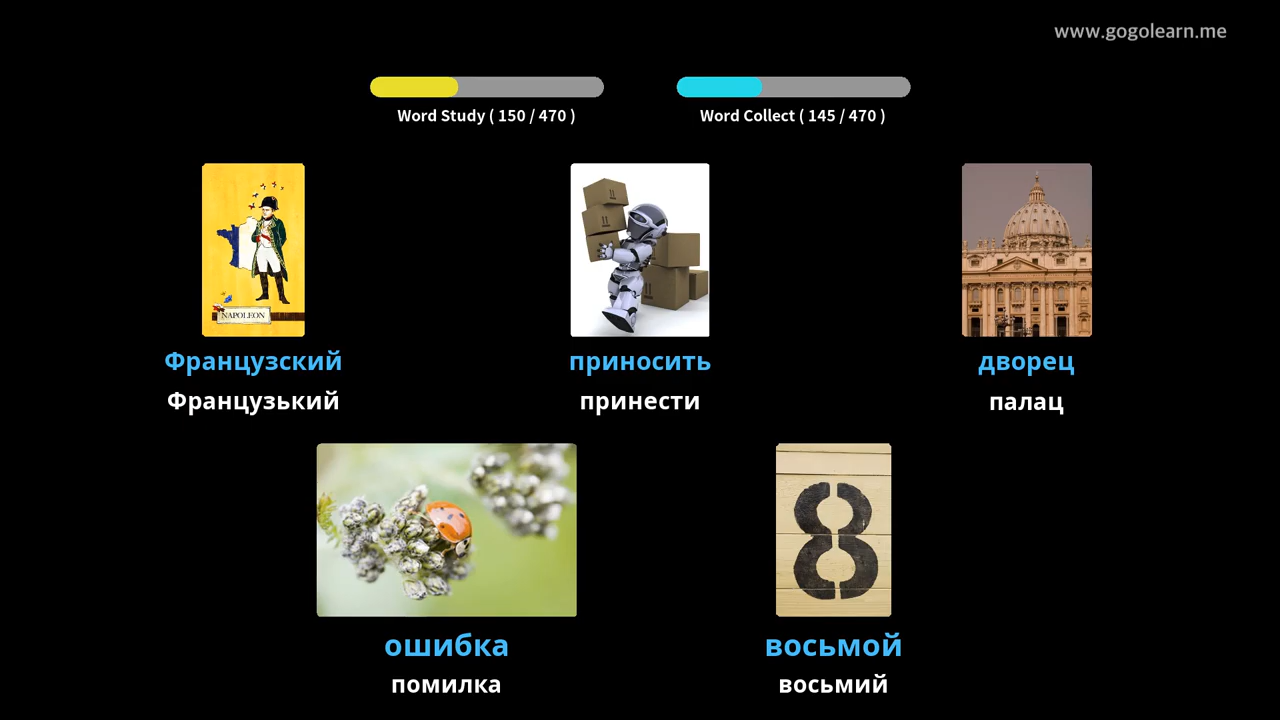 www.gogolearn.me
Word Study ( 150 / 470 )
Word Collect ( 145 / 470 )
NAPOLEON
Французский
приносить
дворец
Французький
принести
палац
ошибка
восьмой
помилка
восьмий